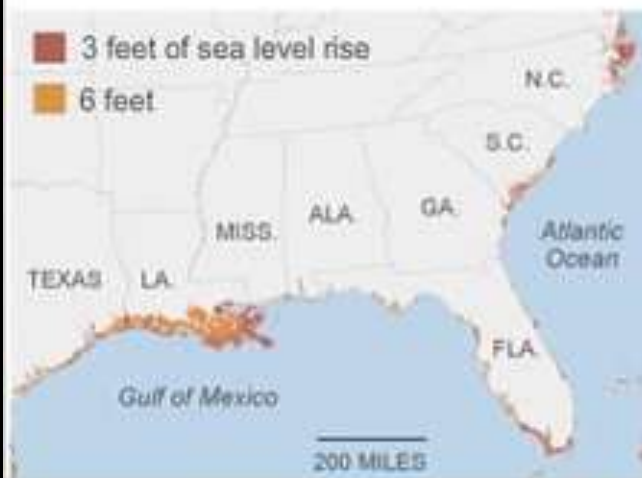 3 feet of sea level rise
6 feet
N.C.
S.C.
MISS.
ALA.
GA.
Atlantic
Ocean
TEXAS
LA.
FLA.
Gulf of Mexico
200 MILES